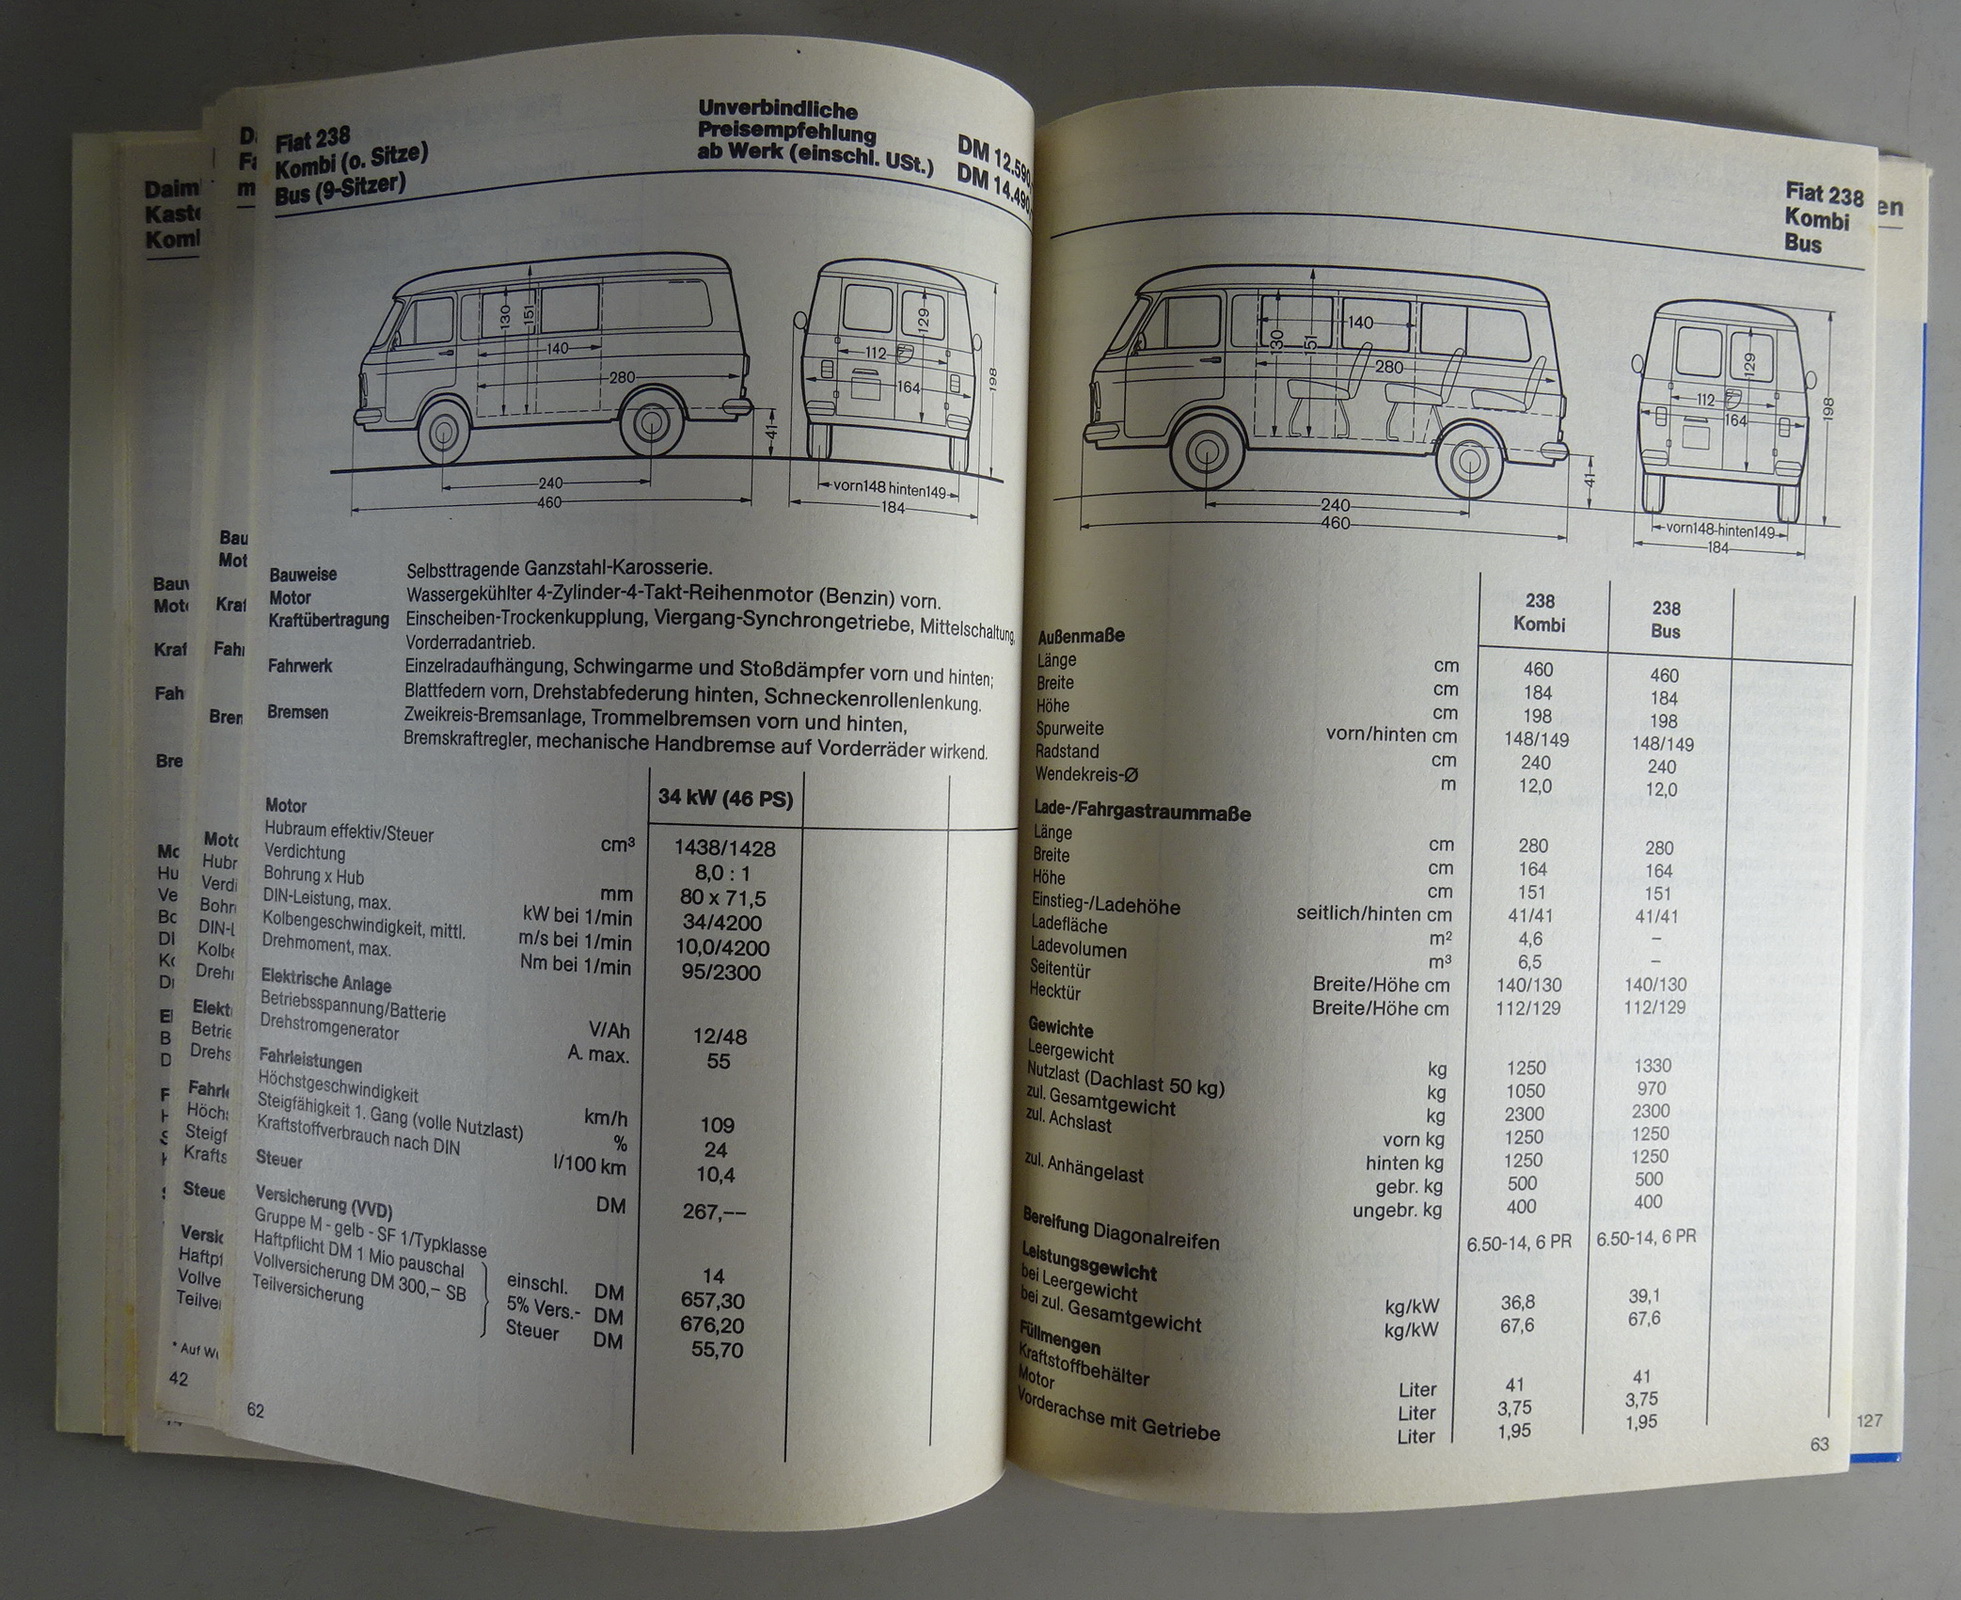 Fiat 238
Kombi (o. Sitze)
Bus (9-Sitzer)
Unverbindliche
Preisempfehlung
ab Werk (einschl. USt.)
DM 12.590,
DM 14.490,
130
151
140
280
41
240
460
129
112
164
198
vorn148 hinten149
184
Bauweise Selbsttragende Ganzstahl-Karosserie.
Motor Wassergekühlter 4-Zylinder-4-Takt-Reihenmotor (Benzin) vorn.
Kraftübertragung Einscheiben-Trockenkupplung, Viergang-Synchrongetriebe, Mittelschaltung,
Vorderradantrieb.
Fahrwerk Einzelradaufhängung, Schwingarme und Stoßdämpfer vorn und hinten;
Blattfedern vorn, Drehstabfederung hinten, Schneckenrollenlenkung.
Bremsen Zweikreis-Bremsanlage, Trommelbremsen vorn und hinten,
Bremskraftregler, mechanische Handbremse auf Vorderräder wirkend.
34 kW (46 PS)
Motor
Hubraum effektiv/Steuer cm³ 1438/1428
Verdichtung 8,0 : 1
Bohrung x Hub mm 80 x 71,5
DIN-Leistung, max. kW bei 1/min 34/4200
Kolbengeschwindigkeit, mittl. m/s bei 1/min 10,0/4200
Drehmoment, max. Nm bei 1/min 95/2300
Elektrische Anlage
Betriebsspannung/Batterie V/Ah 12/48
Drehstromgenerator A. max. 55
Fahrleistungen
Höchstgeschwindigkeit km/h 109
Steigfähigkeit 1. Gang (volle Nutzlast) % 24
Kraftstoffverbrauch nach DIN l/100 km 10,4
Steuer DM 267,--
Versicherung (VVD)
Gruppe M - gelb - SF 1/Typklasse 14
Haftpflicht DM 1 Mio pauschal einschl. DM 657,30
Vollversicherung DM 300,– SB 5% Vers.- DM 676,20
Teilversicherung Steuer DM 55,70
62
Fiat 238
Kombi
Bus
130
151
140
280
41
240
460
129
112
164
198
vorn148-hinten149
184
238 Kombi
238 Bus
Außenmaße
Länge cm 460 460
Breite cm 184 184
Höhe cm 198 198
Spurweite vorn/hinten cm 148/149 148/149
Radstand cm 240 240
Wendekreis-Ø m 12,0 12,0
Lade-/Fahrgastraummaße
Länge cm 280 280
Breite cm 164 164
Höhe cm 151 151
Einstieg-/Ladehöhe seitlich/hinten cm 41/41 41/41
Ladefläche m² 4,6 –
Ladevolumen m³ 6,5 –
Seitentür Breite/Höhe cm 140/130 140/130
Hecktür Breite/Höhe cm 112/129 112/129
Gewichte
Leergewicht kg 1250 1330
Nutzlast (Dachlast 50 kg) kg 1050 970
zul. Gesamtgewicht kg 2300 2300
zul. Achslast vorn kg 1250 1250
hinten kg 1250 1250
zul. Anhängelast gebr. kg 500 500
ungebr. kg 400 400
Bereifung Diagonalreifen 6.50-14, 6 PR 6.50-14, 6 PR
Leistungsgewicht
bei Leergewicht kg/kW 36,8 39,1
bei zul. Gesamtgewicht kg/kW 67,6 67,6
Füllmengen
Kraftstoffbehälter Liter 41 41
Motor Liter 3,75 3,75
Vorderachse mit Getriebe Liter 1,95 1,95
63
en
127
42